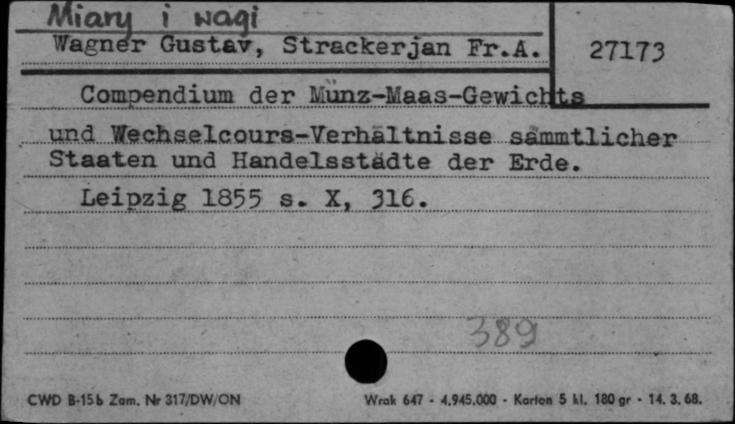 Miary i wagi
Wagner Gustav, Strackerjan Fr.A.
27173
Compendium der Münz-Maas-Gewichts
und Wechselcours-Verhältnisse sämmtlicher
Staaten und Handelsstädte der Erde.
Leipzig 1855 s. X, 316.
389
CWD B-15b Zam. Nr 317/DW/ON
Wrak 647 - 4.945.000 - Karton 5 kl. 180 gr - 14. 3. 68.